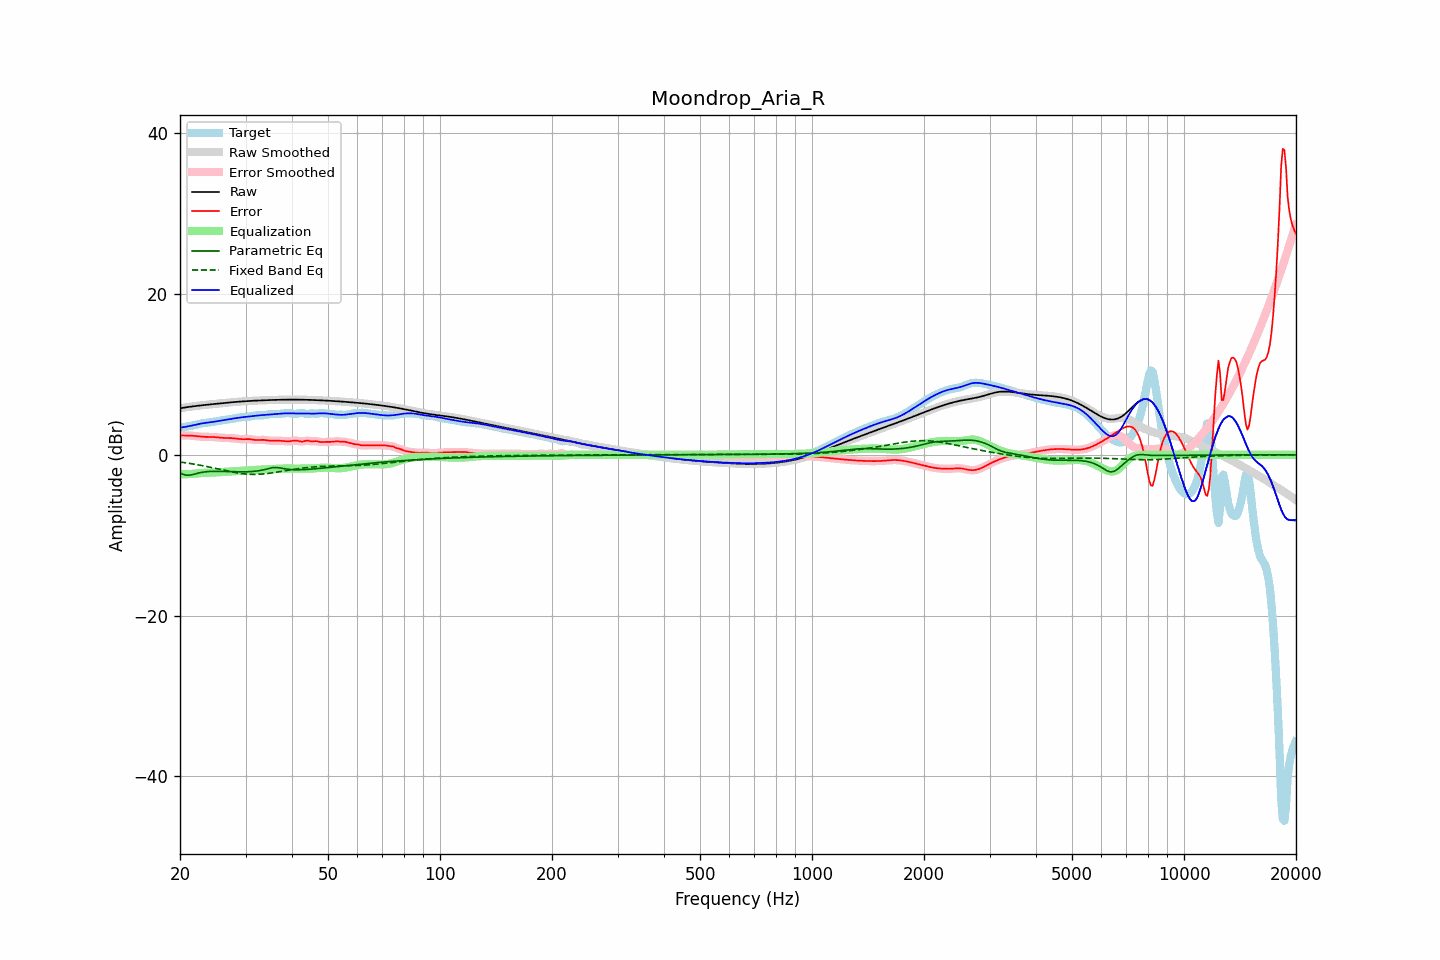 Moondrop_Aria_R
Target
Raw Smoothed
Error Smoothed
Raw
Error
Equalization
Parametric Eq
Fixed Band Eq
Equalized
40
20
0
−20
−40
Amplitude (dBr)
20 50 100 200 500 1000 2000 5000 10000 20000
Frequency (Hz)